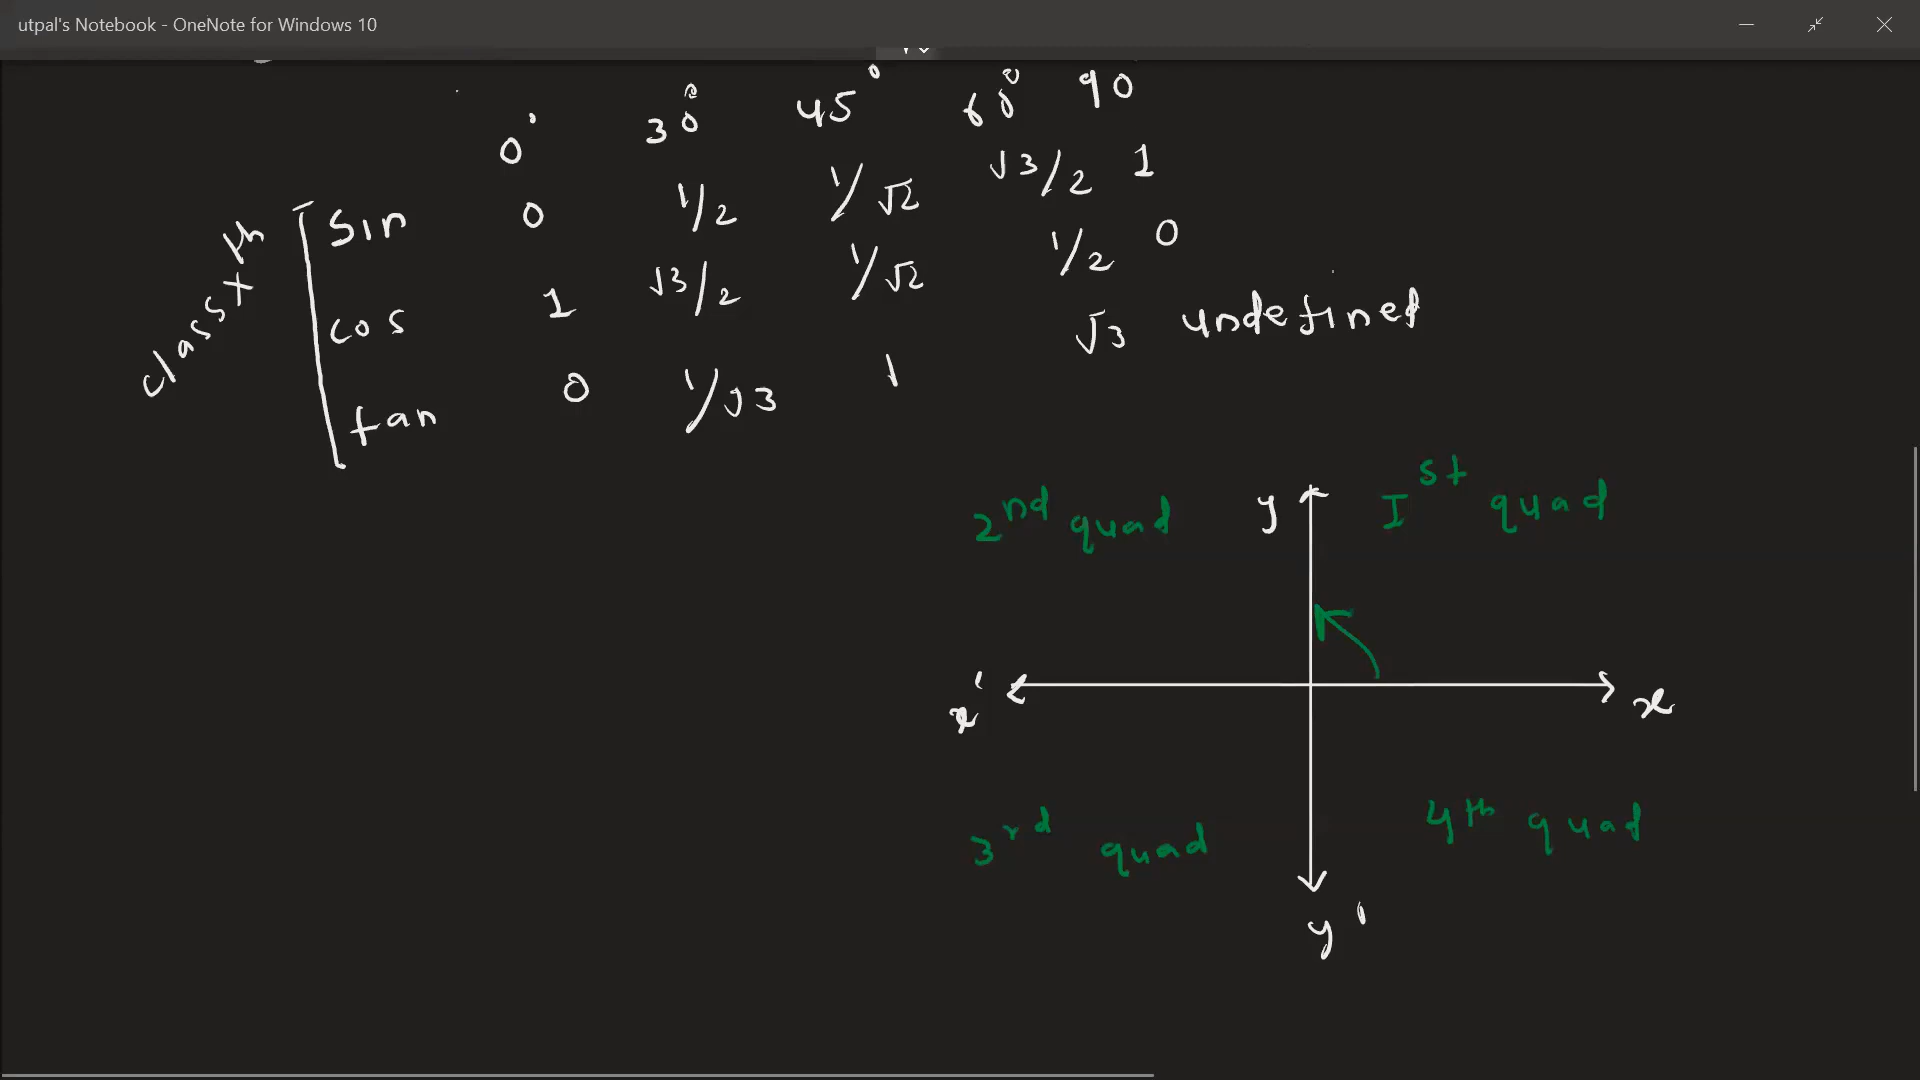 utpal's Notebook - OneNote for Windows 10
0° 30° 45° 60° 90
class Xth
sin 0 1/2 1/√2 √3/2 1
cos 1 √3/2 1/√2 1/2 0
tan 0 1/√3 1 √3 undefined
2nd quad y Ist quad
x' x
3rd quad 4th quad
y'